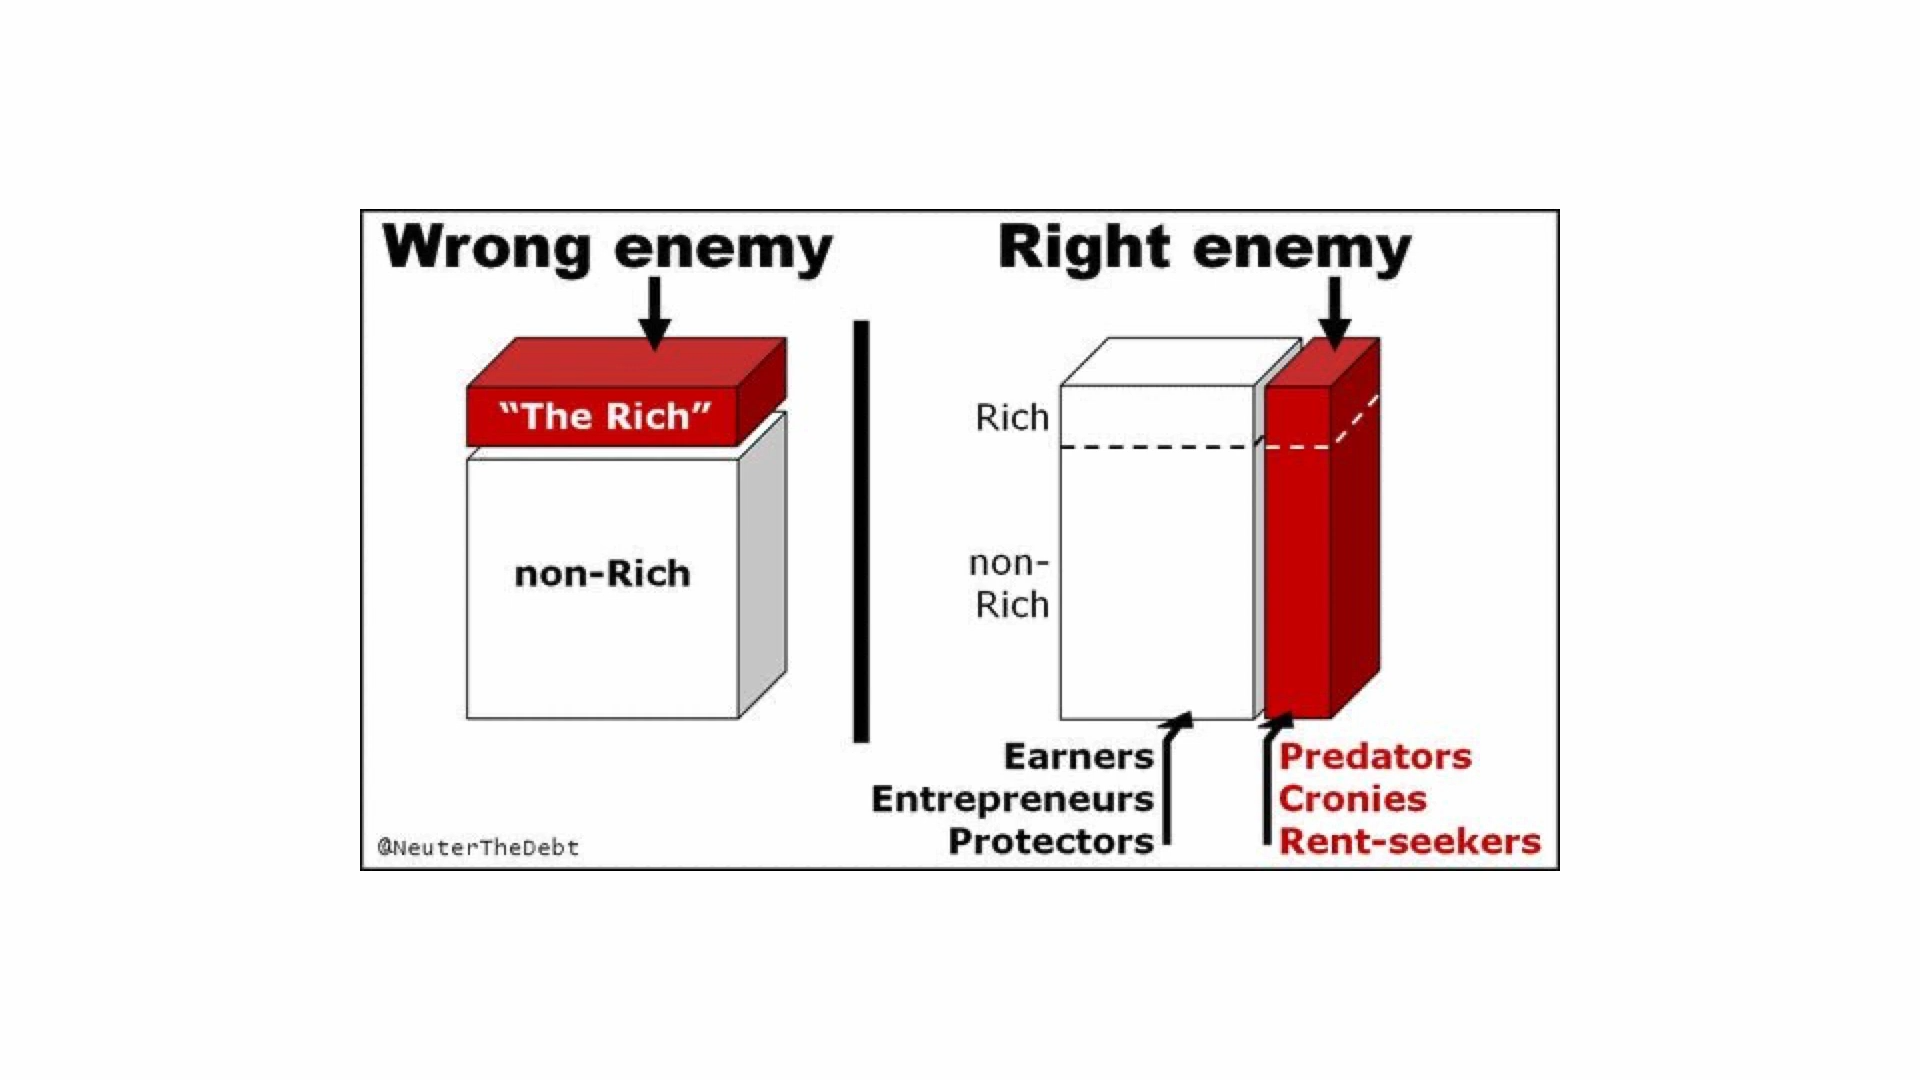 Wrong enemy
“The Rich”
non-Rich
@NeuterTheDebt
Right enemy
Rich
non-
Rich
Earners
Entrepreneurs
Protectors
Predators
Cronies
Rent-seekers